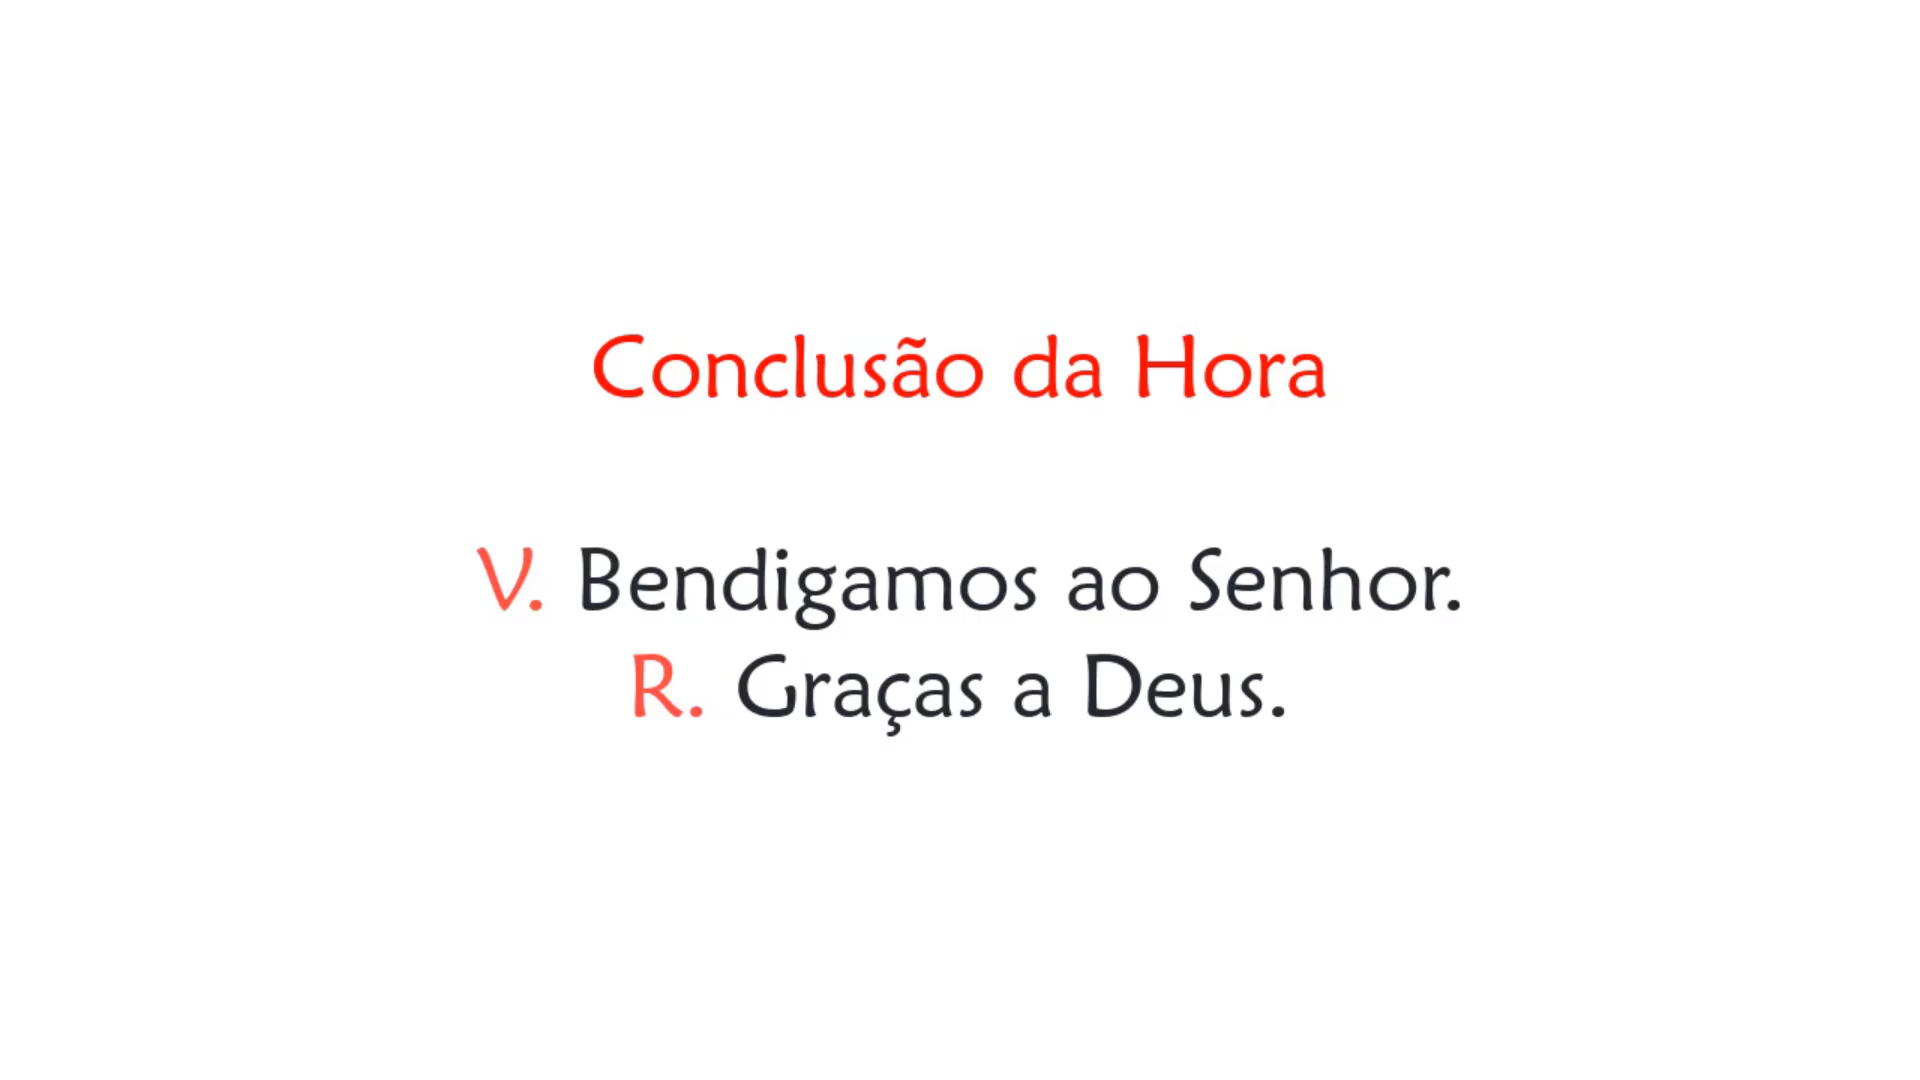 Conclusão da Hora
V. Bendigamos ao Senhor.
R. Graças a Deus.